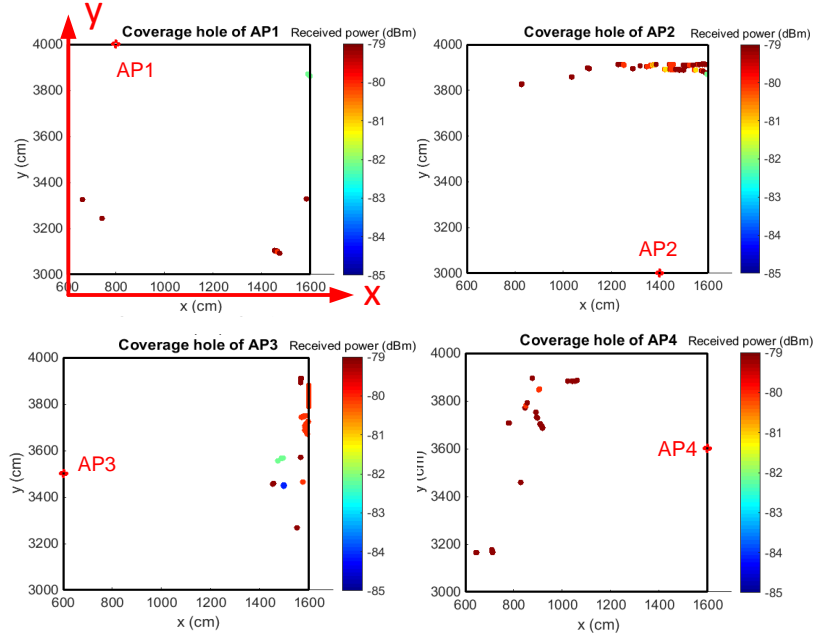 y
Coverage hole of AP1 Received power (dBm)
4000
3800
3600
3400
3200
3000
AP1
600 800 1000 1200 1400 1600
x (cm)
y (cm)
x
-79
-80
-81
-82
-83
-84
-85
Coverage hole of AP2 Received power (dBm)
4000
3800
3600
3400
3200
3000
AP2
600 800 1000 1200 1400 1600
x (cm)
y (cm)
-79
-80
-81
-82
-83
-84
-85
Coverage hole of AP3 Received power (dBm)
4000
3800
3600
3400
3200
3000
AP3
600 800 1000 1200 1400 1600
x (cm)
y (cm)
-79
-80
-81
-82
-83
-84
-85
Coverage hole of AP4 Received power (dBm)
4000
3800
3600
3400
3200
3000
AP4
600 800 1000 1200 1400 1600
x (cm)
y (cm)
-79
-80
-81
-82
-83
-84
-85